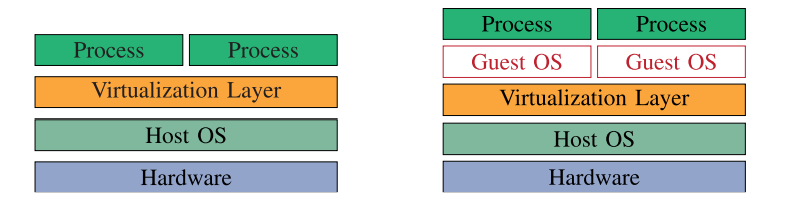 Process Process
Virtualization Layer
Host OS
Hardware
Process Process
Guest OS Guest OS
Virtualization Layer
Host OS
Hardware